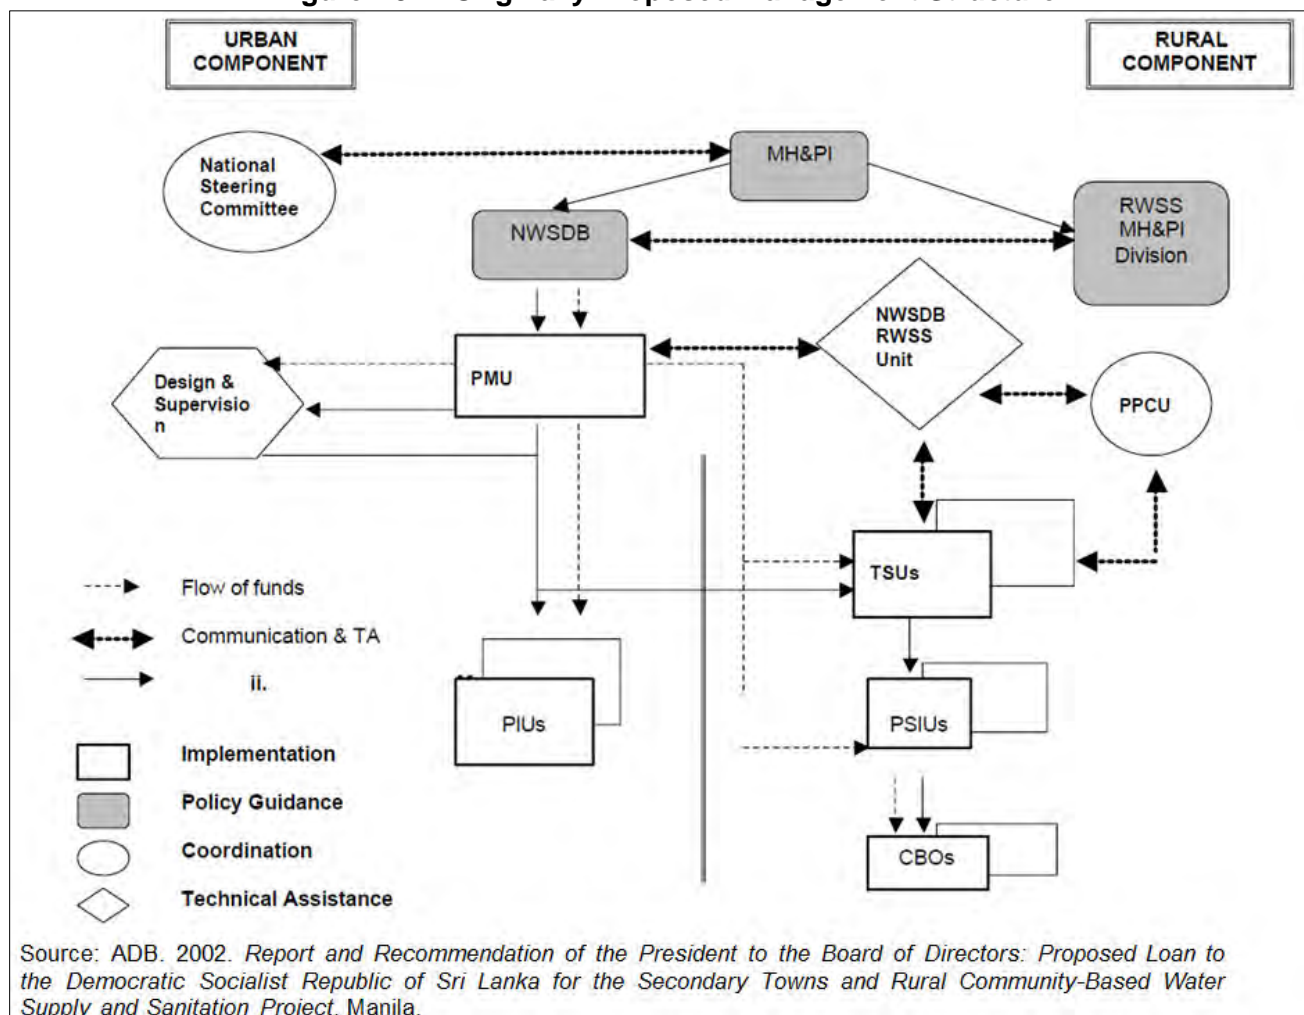 URBAN
COMPONENT
RURAL
COMPONENT
National
Steering
Committee
MH&PI
NWSDB
RWSS
MH&PI
Division
NWSDB
RWSS
Unit
PMU
Design &
Supervisio
n
PPCU
TSUs
Flow of funds
Communication & TA
ii.
PIUs
PSIUs
CBOs
Implementation
Policy Guidance
Coordination
Technical Assistance
Source: ADB. 2002. Report and Recommendation of the President to the Board of Directors: Proposed Loan to
the Democratic Socialist Republic of Sri Lanka for the Secondary Towns and Rural Community-Based Water
Supply and Sanitation Project. Manila.